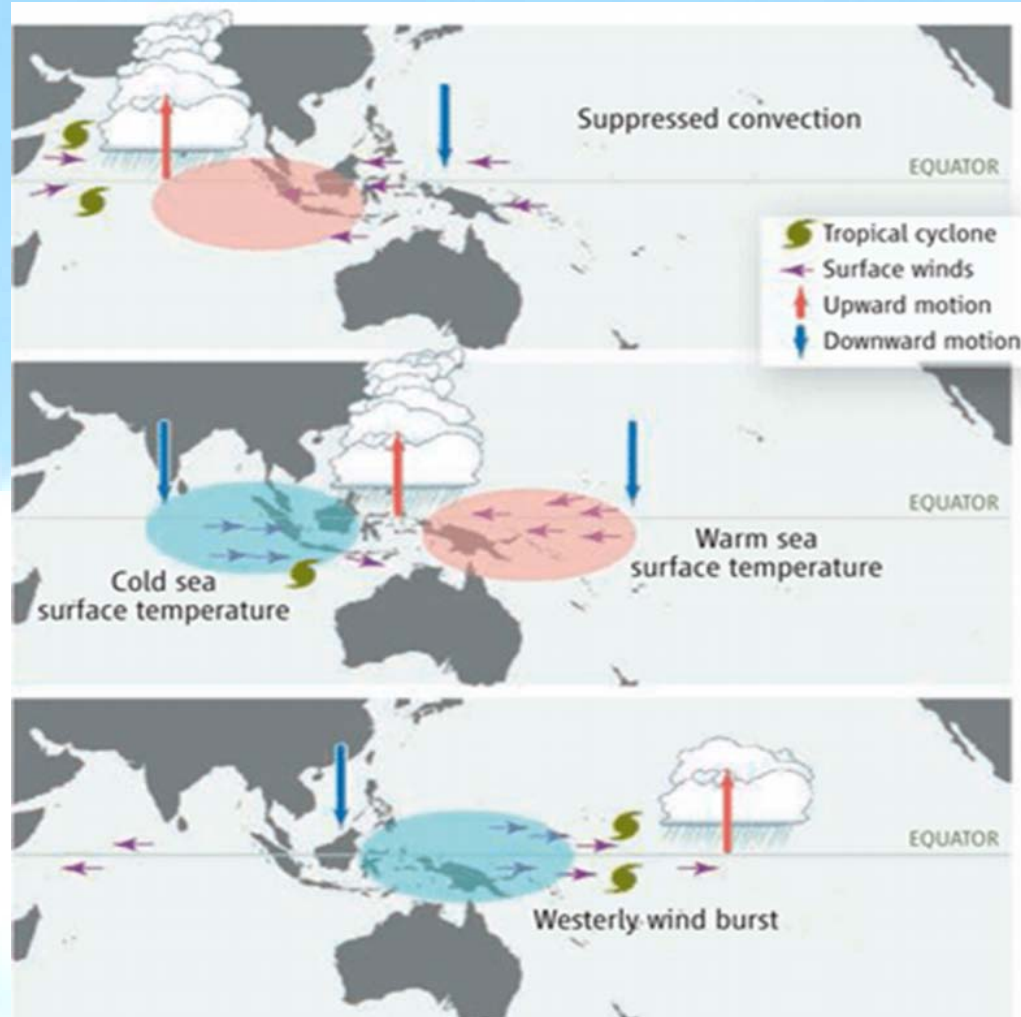 Suppressed convection
EQUATOR
Tropical cyclone
Surface winds
Upward motion
Downward motion
EQUATOR
Warm sea
surface temperature
Cold sea
surface temperature
EQUATOR
Westerly wind burst